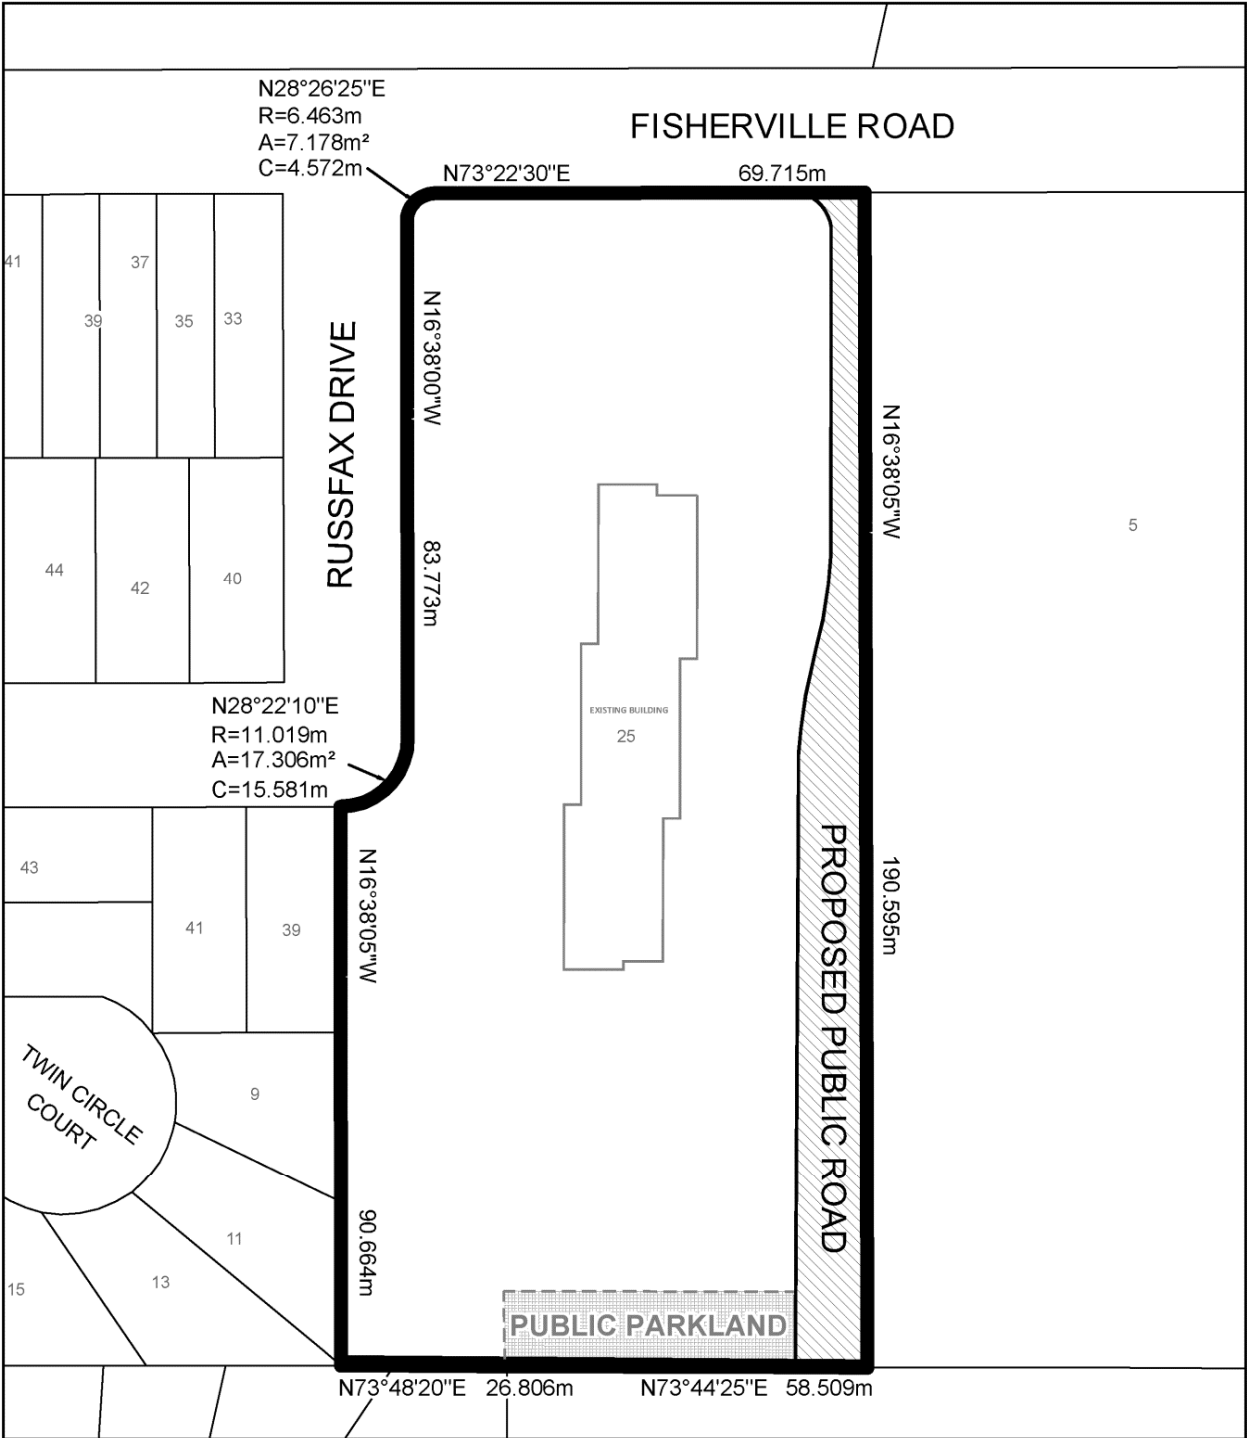 N28°26'25"E
R=6.463m
A=7.178m²
C=4.572m
FISHERVILLE ROAD
N73°22'30"E 69.715m
41
37
39
35
33
RUSSFAX DRIVE
N16°38'00"W
83.773m
N16°38'05"W
190.595m
5
44
42
40
N28°22'10"E
R=11.019m
A=17.306m²
C=15.581m
EXISTING BUILDING
25
43
41
39
N16°38'05"W
90.664m
PROPOSED PUBLIC ROAD
TWIN CIRCLE
COURT
9
11
13
15
PUBLIC PARKLAND
N73°48'20"E 26.806m N73°44'25"E 58.509m